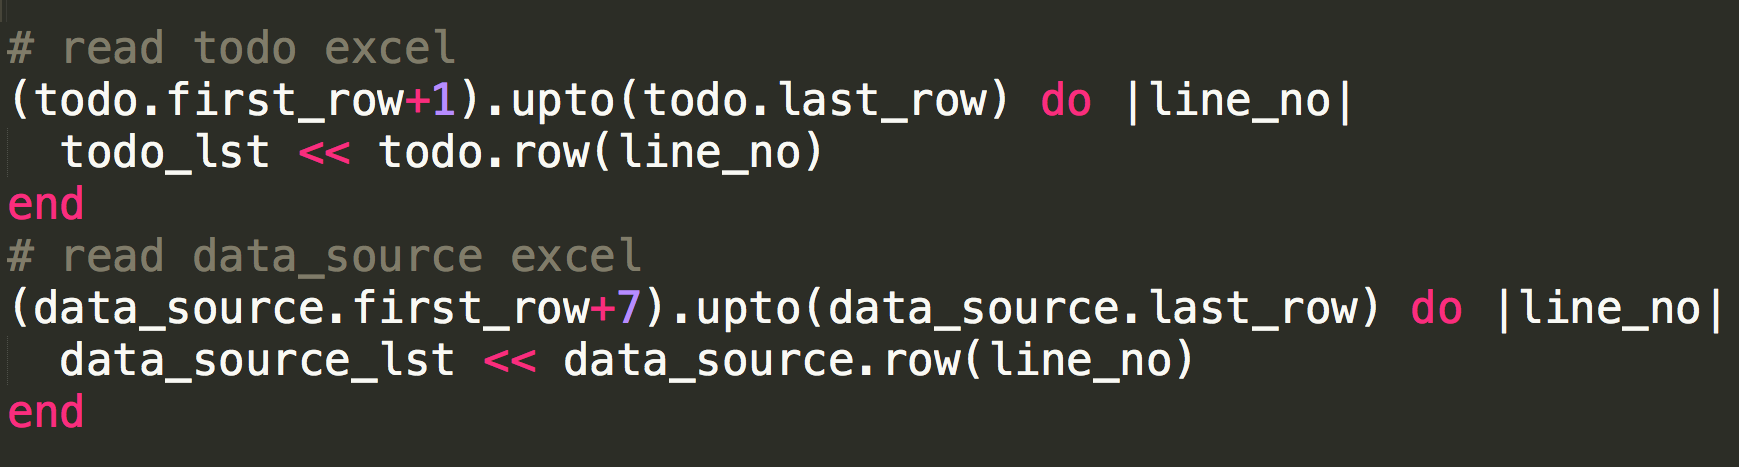 # read todo excel
(todo.first_row+1).upto(todo.last_row) do |line_no|
  todo_lst << todo.row(line_no)
end
# read data_source excel
(data_source.first_row+7).upto(data_source.last_row) do |line_no|
  data_source_lst << data_source.row(line_no)
end